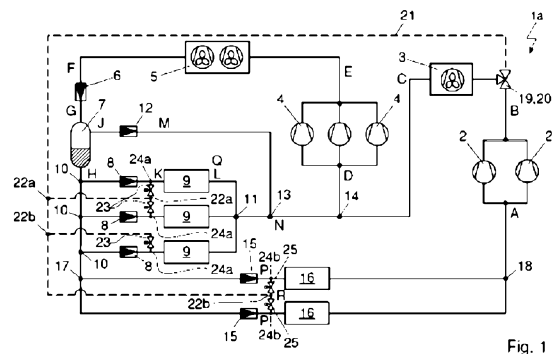 21
1a
F
6
5
E
3
C
G
7
J
12
M
4
4
19,20
B
2
2
H
10
8
24a
K
9
Q
L
D
22a
22a
11
13
14
N
A
23
22b
10
8
9
24a
23
9
10
8
24a
17
15
Pi
24b
25
16
18
22b
R
15
Pi
24b
25
16
Fig. 1